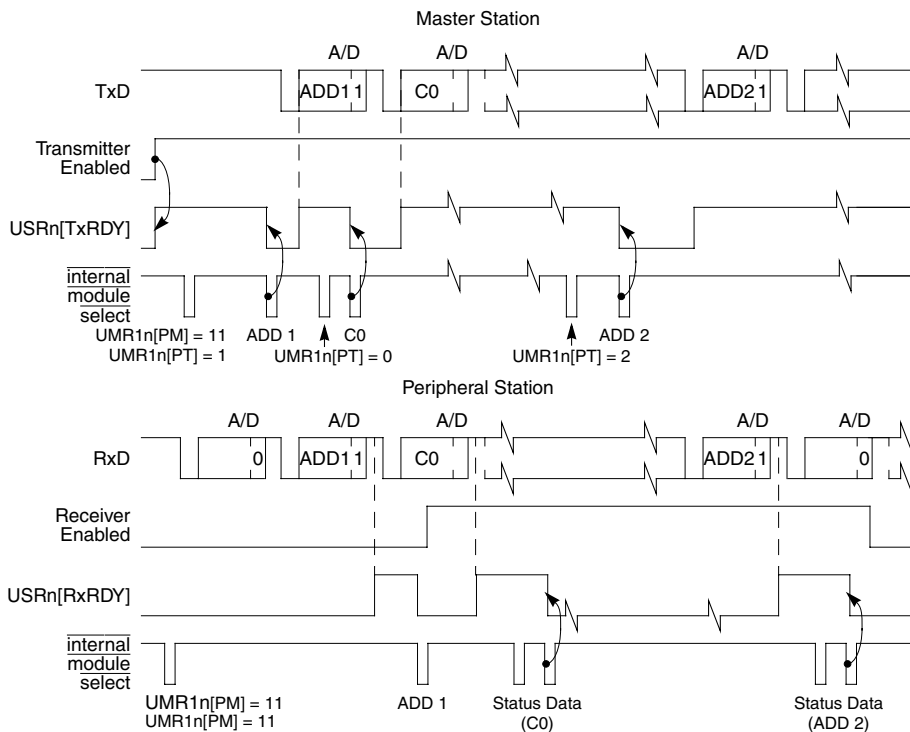 Master Station
A/D A/D A/D
TxD ADD1 1 C0 ADD2 1
Transmitter
Enabled
USRn[TxRDY]
internal
module
select
UMR1n[PM] = 11 ADD 1 C0 ADD 2
UMR1n[PT] = 1 UMR1n[PT] = 0 UMR1n[PT] = 2
Peripheral Station
A/D A/D A/D A/D A/D
RxD 0 ADD1 1 C0 ADD2 1 0
Receiver
Enabled
USRn[RxRDY]
internal
module
select
UMR1n[PM] = 11 ADD 1 Status Data Status Data
UMR1n[PM] = 11 (C0) (ADD 2)